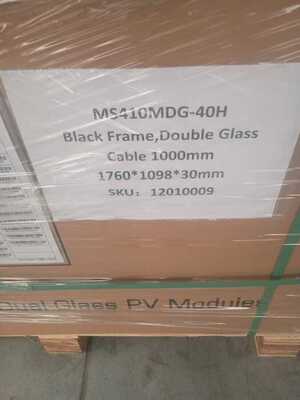 MS410MDG-40H
Black Frame,Double Glass
Cable 1000mm
1760*1098*30mm
SKU: 12010009
Dual Glass PV Modules